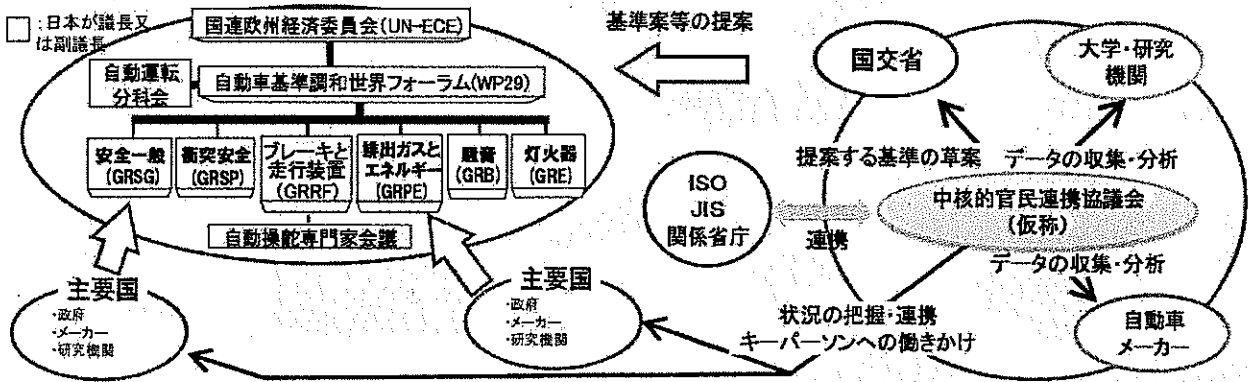 :日本が議長又
は副議長
国連欧州経済委員会(UN-ECE)
自動運転
分科会
自動車基準調和世界フォーラム(WP29)
安全一般
(GRSG)
衝突安全
(GRSP)
ブレーキと
走行装置
(GRRF)
排出ガスと
エネルギー
(GRPE)
騒音
(GRB)
灯火器
(GRE)
自動操舵専門家会議
主要国
・政府
・メーカー
・研究機関
主要国
・政府
・メーカー
・研究機関
基準案等の提案
国交省
大学・研究
機関
提案する基準の草案
データの収集・分析
ISO
JIS
関係省庁
連携
中核的官民連携協議会
(仮称)
データの収集・分析
状況の把握・連携
キーパーソンへの働きかけ
自動車
メーカー